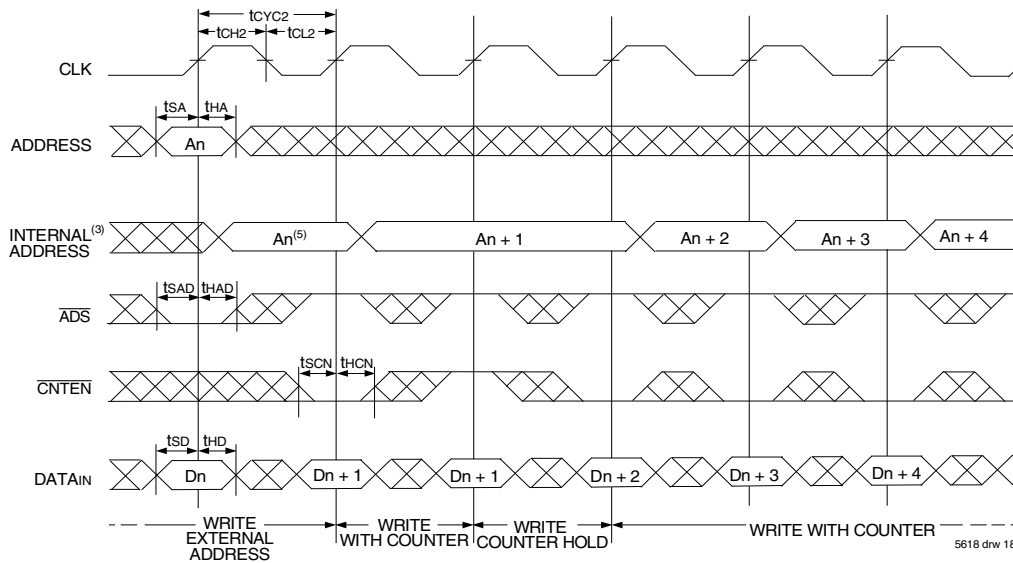 tCYC2
tCH2 tCL2
CLK
tSA tHA
ADDRESS An
INTERNAL(3)
ADDRESS An(5) An + 1 An + 2 An + 3 An + 4
tSAD tHAD
ADS
tSCN tHCN
CNTEN
tSD tHD
DATAIN Dn Dn + 1 Dn + 1 Dn + 2 Dn + 3 Dn + 4
WRITE
EXTERNAL
ADDRESS
WRITE
WITH COUNTER
WRITE
COUNTER HOLD
WRITE WITH COUNTER
5618 drw 18